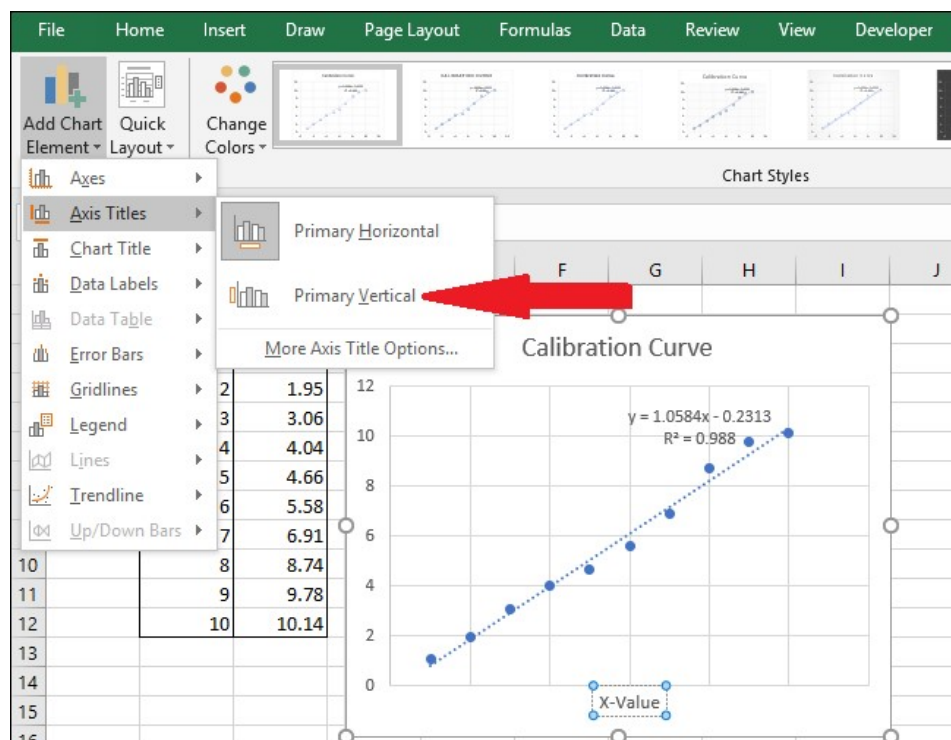 File Home Insert Draw Page Layout Formulas Data Review View Developer
Add Chart Element Quick Layout Change Colors
Chart Styles
Axes
Axis Titles
Chart Title
Data Labels
Data Table
Error Bars
Gridlines
Legend
Lines
Trendline
Up/Down Bars
Primary Horizontal
Primary Vertical
More Axis Title Options...
F G H I J
2 1.95
3 3.06
4 4.04
5 4.66
6 5.58
7 6.91
10 8 8.74
11 9 9.78
12 10 10.14
13
14
15
Calibration Curve
y = 1.0584x - 0.2313
R² = 0.988
12
10
8
6
4
2
0
X-Value